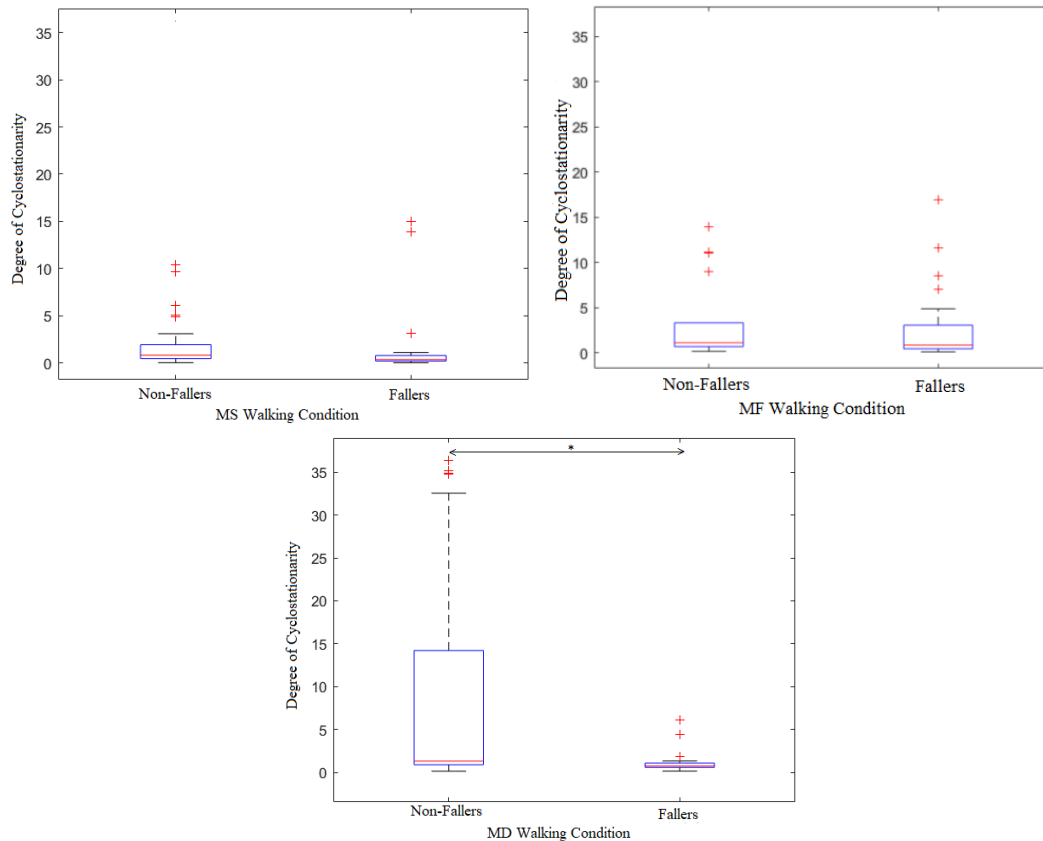 Degree of Cyclostationarity
35
30
25
20
15
10
5
0
Non-Fallers
Fallers
MS Walking Condition
Degree of Cyclostationarity
35
30
25
20
15
10
5
0
Non-Fallers
Fallers
MF Walking Condition
Degree of Cyclostationarity
*
35
30
25
20
15
10
5
0
Non-Fallers
Fallers
MD Walking Condition